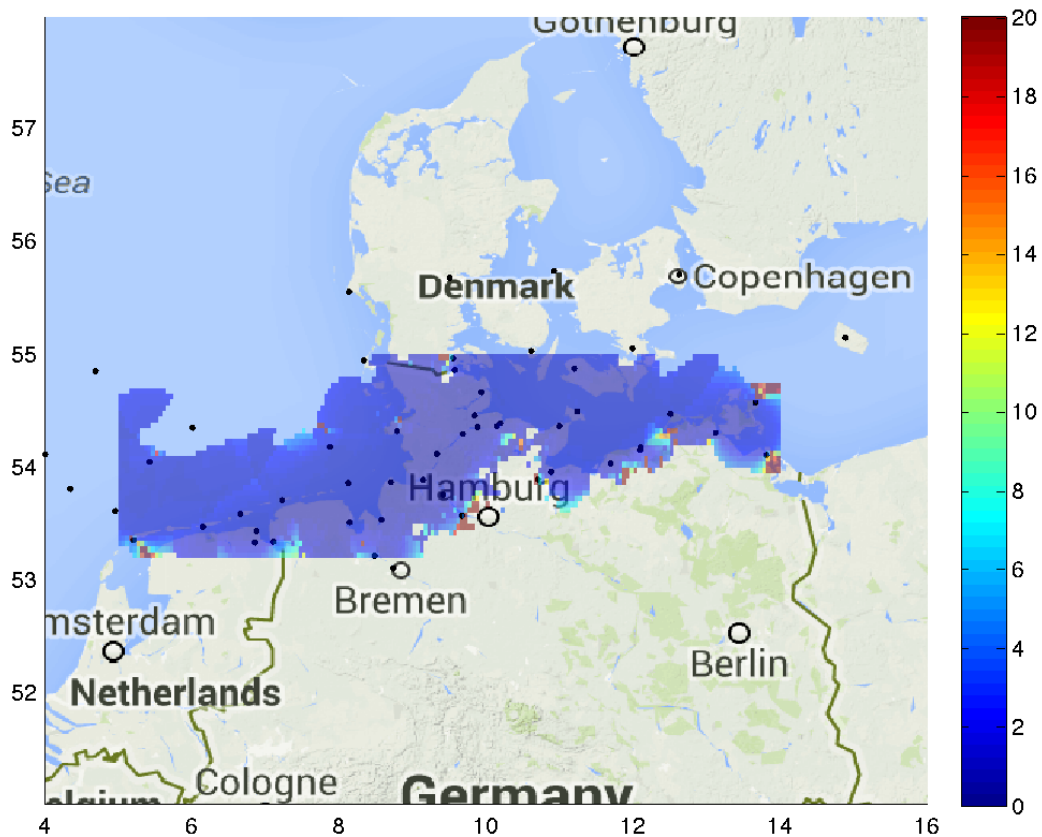 Gothenburg
20
18
57
16
Sea
56
14
Copenhagen
Denmark
12
55
10
8
54
Hamburg
6
53
Bremen
4
msterdam
Berlin
52
Netherlands
2
Cologne
Germany
elgium
0
4
6
8
10
12
14
16